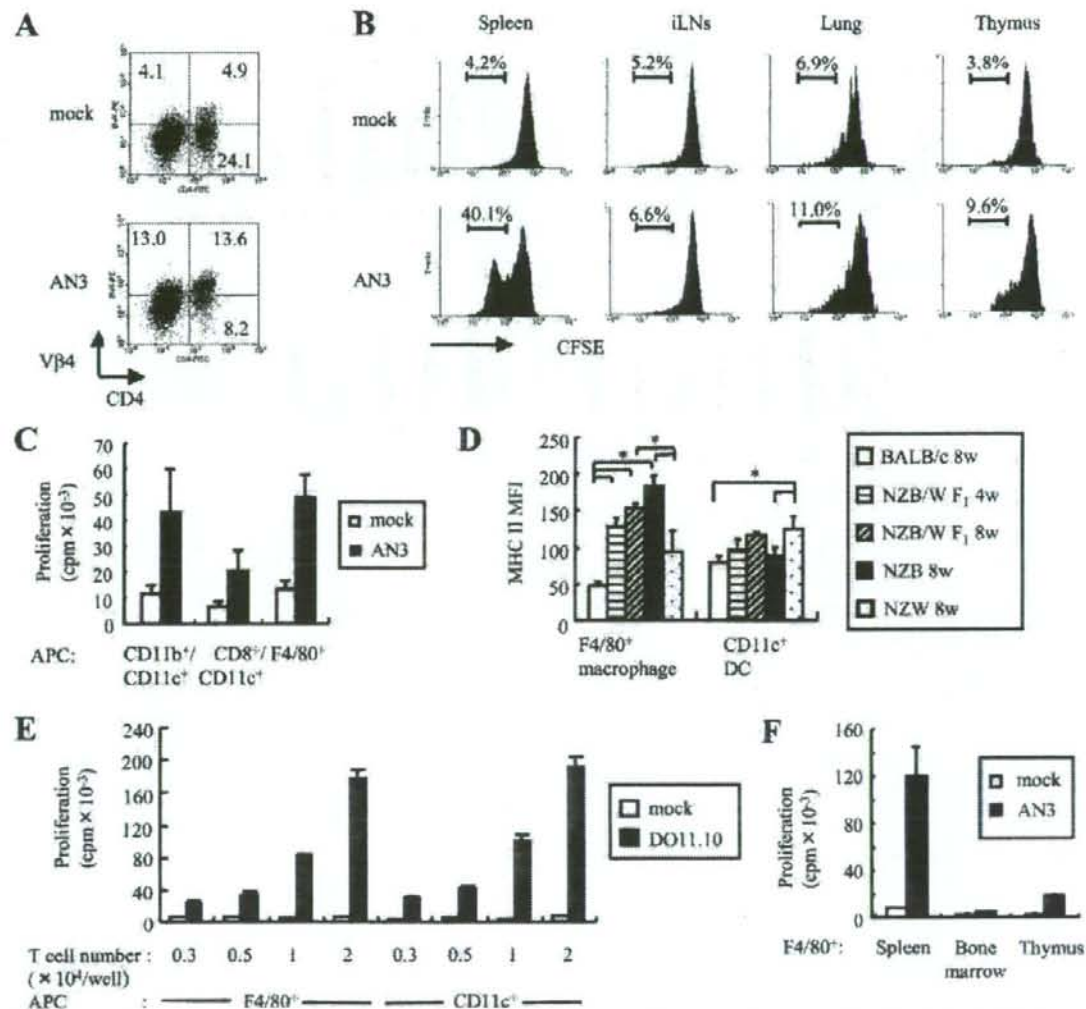 A
mock
4.1 4.9
24.1
CD4-FITC
AN3
13.0 13.6
8.2
CD4-FITC
Vβ4
CD4
B
Spleen iLNs Lung Thymus
mock
4.2% 5.2% 6.9% 3.8%
AN3
40.1% 6.6% 11.0% 9.6%
CFSE
C
Proliferation
(cpm × 10⁻³)
70
60
50
40
30
20
10
0
mock
AN3
APC: CD11b⁺/ CD8⁺/ F4/80⁺
CD11c⁺ CD11c⁺
D
MHC II MFI
250
200
150
100
50
0
* * *
F4/80⁺ CD11c⁺
macrophage DC
BALB/c 8w
NZB/W F₁ 4w
NZB/W F₁ 8w
NZB 8w
NZW 8w
E
Proliferation
(cpm × 10⁻³)
240
200
160
120
80
40
0
mock
DO11.10
T cell number : 0.3 0.5 1 2 0.3 0.5 1 2
(× 10⁴/well)
APC : F4/80⁺ CD11c⁺
F
Proliferation
(cpm × 10⁻³)
160
120
80
40
0
mock
AN3
F4/80⁺: Spleen Bone Thymus
marrow